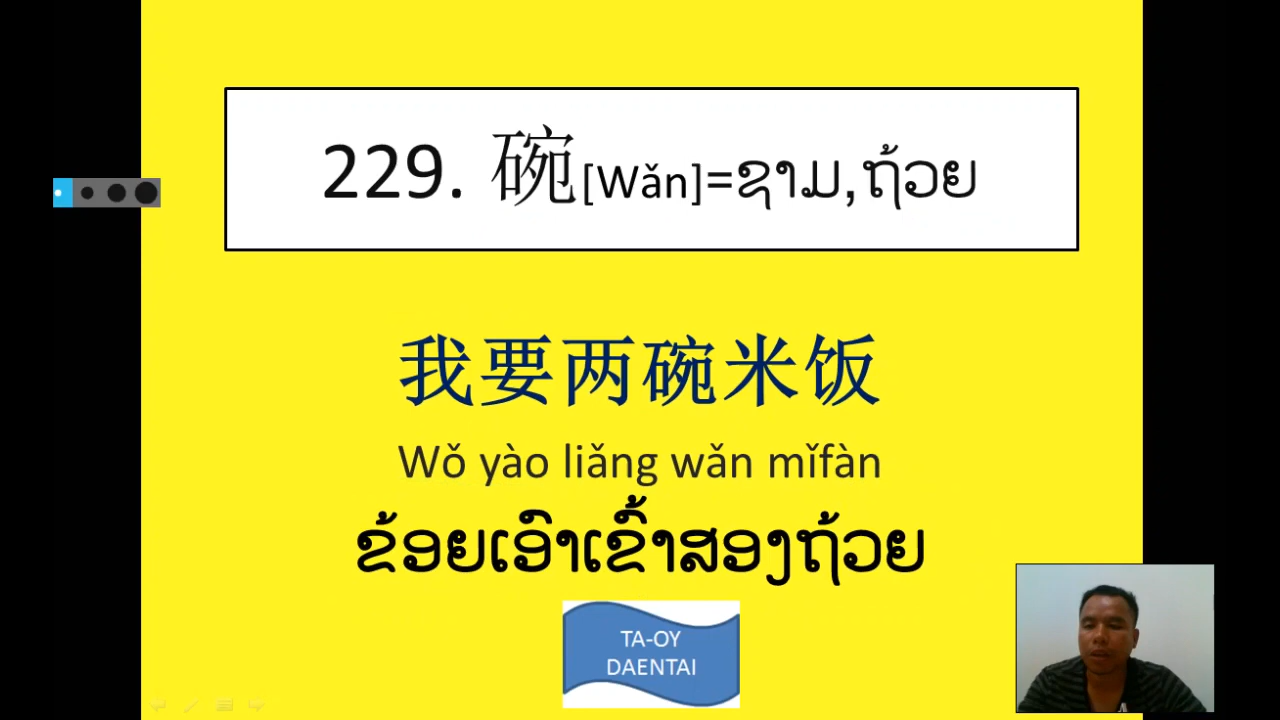 229. 碗[Wǎn]=ຊາມ,ຖ້ວຍ
我要两碗米饭
Wǒ yào liǎng wǎn mǐfàn
ຂ້ອຍເອົາເຂົ້າສອງຖ້ວຍ
TA-OY
DAENTAI